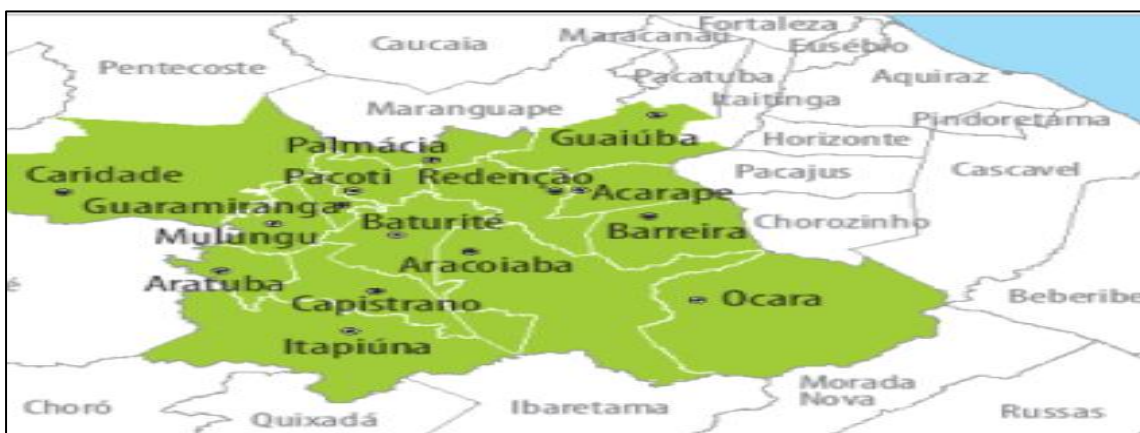 Fortaleza
Caucaia
Maracanaú
Eusébio
Pentecoste
Pacatuba
Aquiraz
Maranguape
Itaitinga
Pindoretama
Guaiúba
Horizonte
Palmácia
Caridade
Pacoti
Redenção
Acarape
Pacajus
Cascavel
Guaramiranga
Baturité
Barreira
Chorozinho
Mulungu
Aracoiaba
Aratuba
Capistrano
Ocara
Beberibe
é
Itapiúna
Choró
Quixadá
Ibaretama
Morada
Nova
Russas